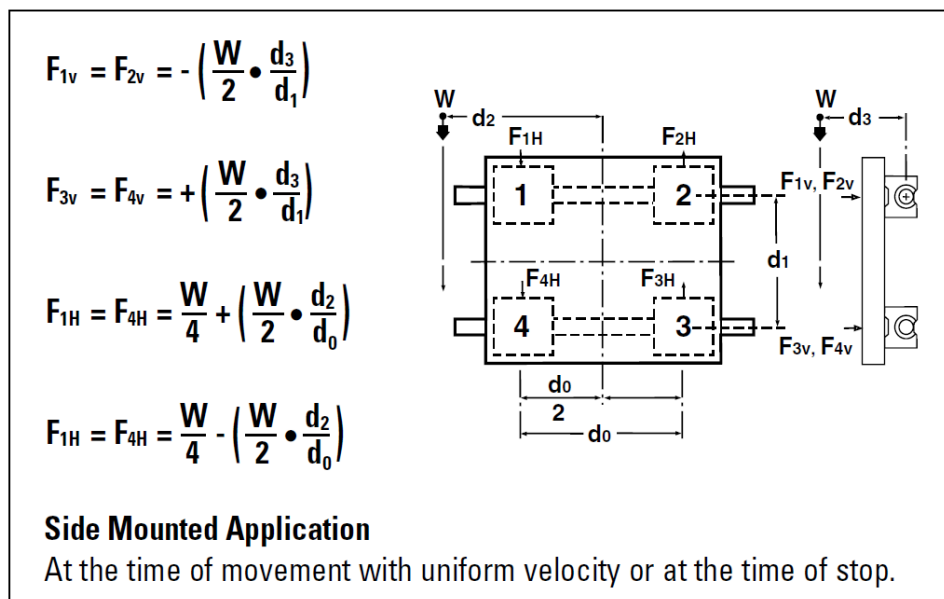 F1v = F2v = - (W/2 • d3/d1)
F3v = F4v = + (W/2 • d3/d1)
F1H = F4H = W/4 + (W/2 • d2/d0)
F1H = F4H = W/4 - (W/2 • d2/d0)
W d2 W d3
F1H F2H
F1v, F2v
1 2
d1
F4H F3H
4 3
F3v, F4v
d0
2
d0
Side Mounted Application
At the time of movement with uniform velocity or at the time of stop.